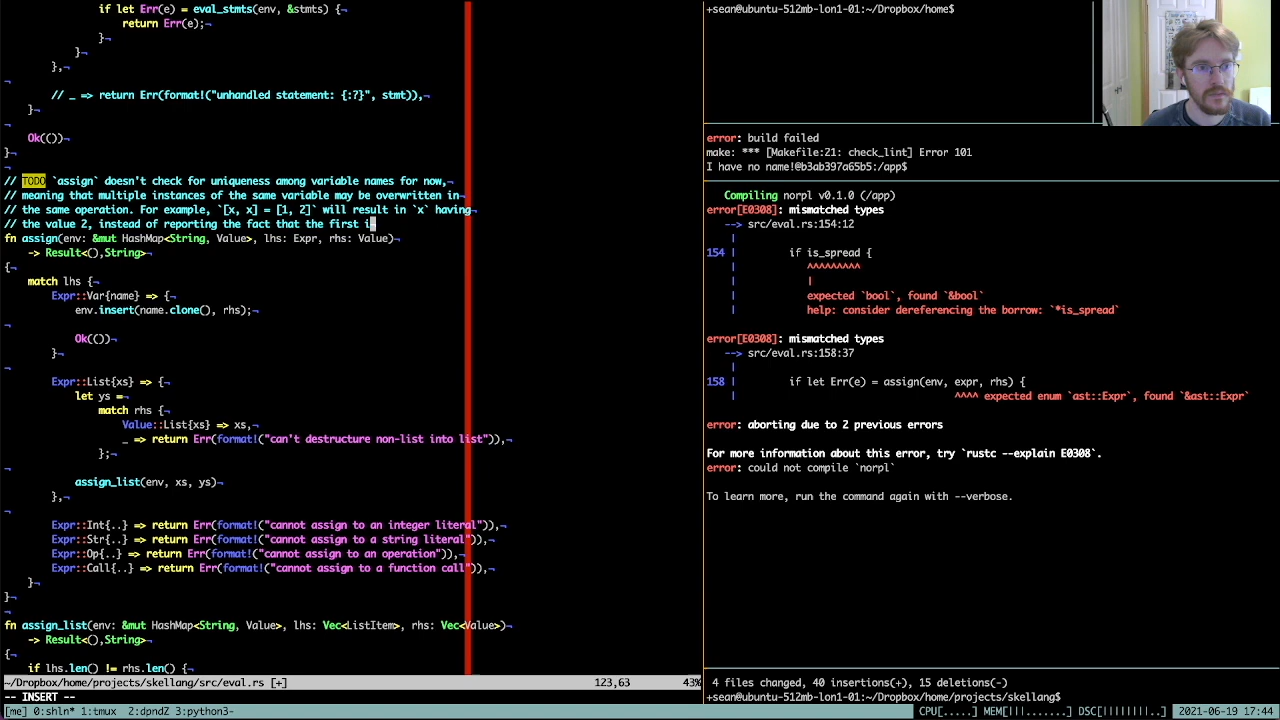 if let Err(e) = eval_stmts(env, &stmts) {¬
return Err(e);¬
}¬
}¬
},¬
¬
// _ => return Err(format!("unhandled statement: {:?}", stmt)),¬
}¬
¬
Ok(())¬
}¬
¬
// TODO `assign` doesn't check for uniqueness among variable names for now,¬
// meaning that multiple instances of the same variable may be overwritten in¬
// the same operation. For example, `[x, x] = [1, 2]` will result in `x` having¬
// the value 2, instead of reporting the fact that the first i¬
fn assign(env: &mut HashMap<String, Value>, lhs: Expr, rhs: Value)¬
-> Result<(),String>¬
{¬
match lhs {¬
Expr::Var{name} => {¬
env.insert(name.clone(), rhs);¬
¬
Ok(())¬
}¬
¬
Expr::List{xs} => {¬
let ys =¬
match rhs {¬
Value::List{xs} => xs,¬
_ => return Err(format!("can't destructure non-list into list")),¬
};¬
¬
assign_list(env, xs, ys)¬
},¬
¬
Expr::Int{..} => return Err(format!("cannot assign to an integer literal")),¬
Expr::Str{..} => return Err(format!("cannot assign to a string literal")),¬
Expr::Op{..} => return Err(format!("cannot assign to an operation")),¬
Expr::Call{..} => return Err(format!("cannot assign to a function call")),¬
}¬
}¬
¬
fn assign_list(env: &mut HashMap<String, Value>, lhs: Vec<ListItem>, rhs: Vec<Value>)¬
-> Result<(),String>¬
{¬
if lhs.len() != rhs.len() {¬
~/Dropbox/home/projects/skellang/src/eval.rs [+] 123,63 43%
-- INSERT --
+sean@ubuntu-512mb-lon1-01:~/Dropbox/home$
error: build failed
make: *** [Makefile:21: check_lint] Error 101
I have no name!@b3ab397a65b5:/app$
Compiling norpl v0.1.0 (/app)
error[E0308]: mismatched types
--> src/eval.rs:154:12
|
154 | if is_spread {
| ^^^^^^^^^
| |
| expected `bool`, found `&bool`
| help: consider dereferencing the borrow: `*is_spread`

error[E0308]: mismatched types
--> src/eval.rs:158:37
|
158 | if let Err(e) = assign(env, expr, rhs) {
| ^^^^ expected enum `ast::Expr`, found `&ast::Expr`

error: aborting due to 2 previous errors

For more information about this error, try `rustc --explain E0308`.
error: could not compile `norpl`

To learn more, run the command again with --verbose.
4 files changed, 40 insertions(+), 15 deletions(-)
+sean@ubuntu-512mb-lon1-01:~/Dropbox/home/projects/skellang$
[me] 0:shln* 1:tmux 2:dpndZ 3:python3- CPU[.....] MEM[|||.......] DSC[||||||||..] 2021-06-19 17:44